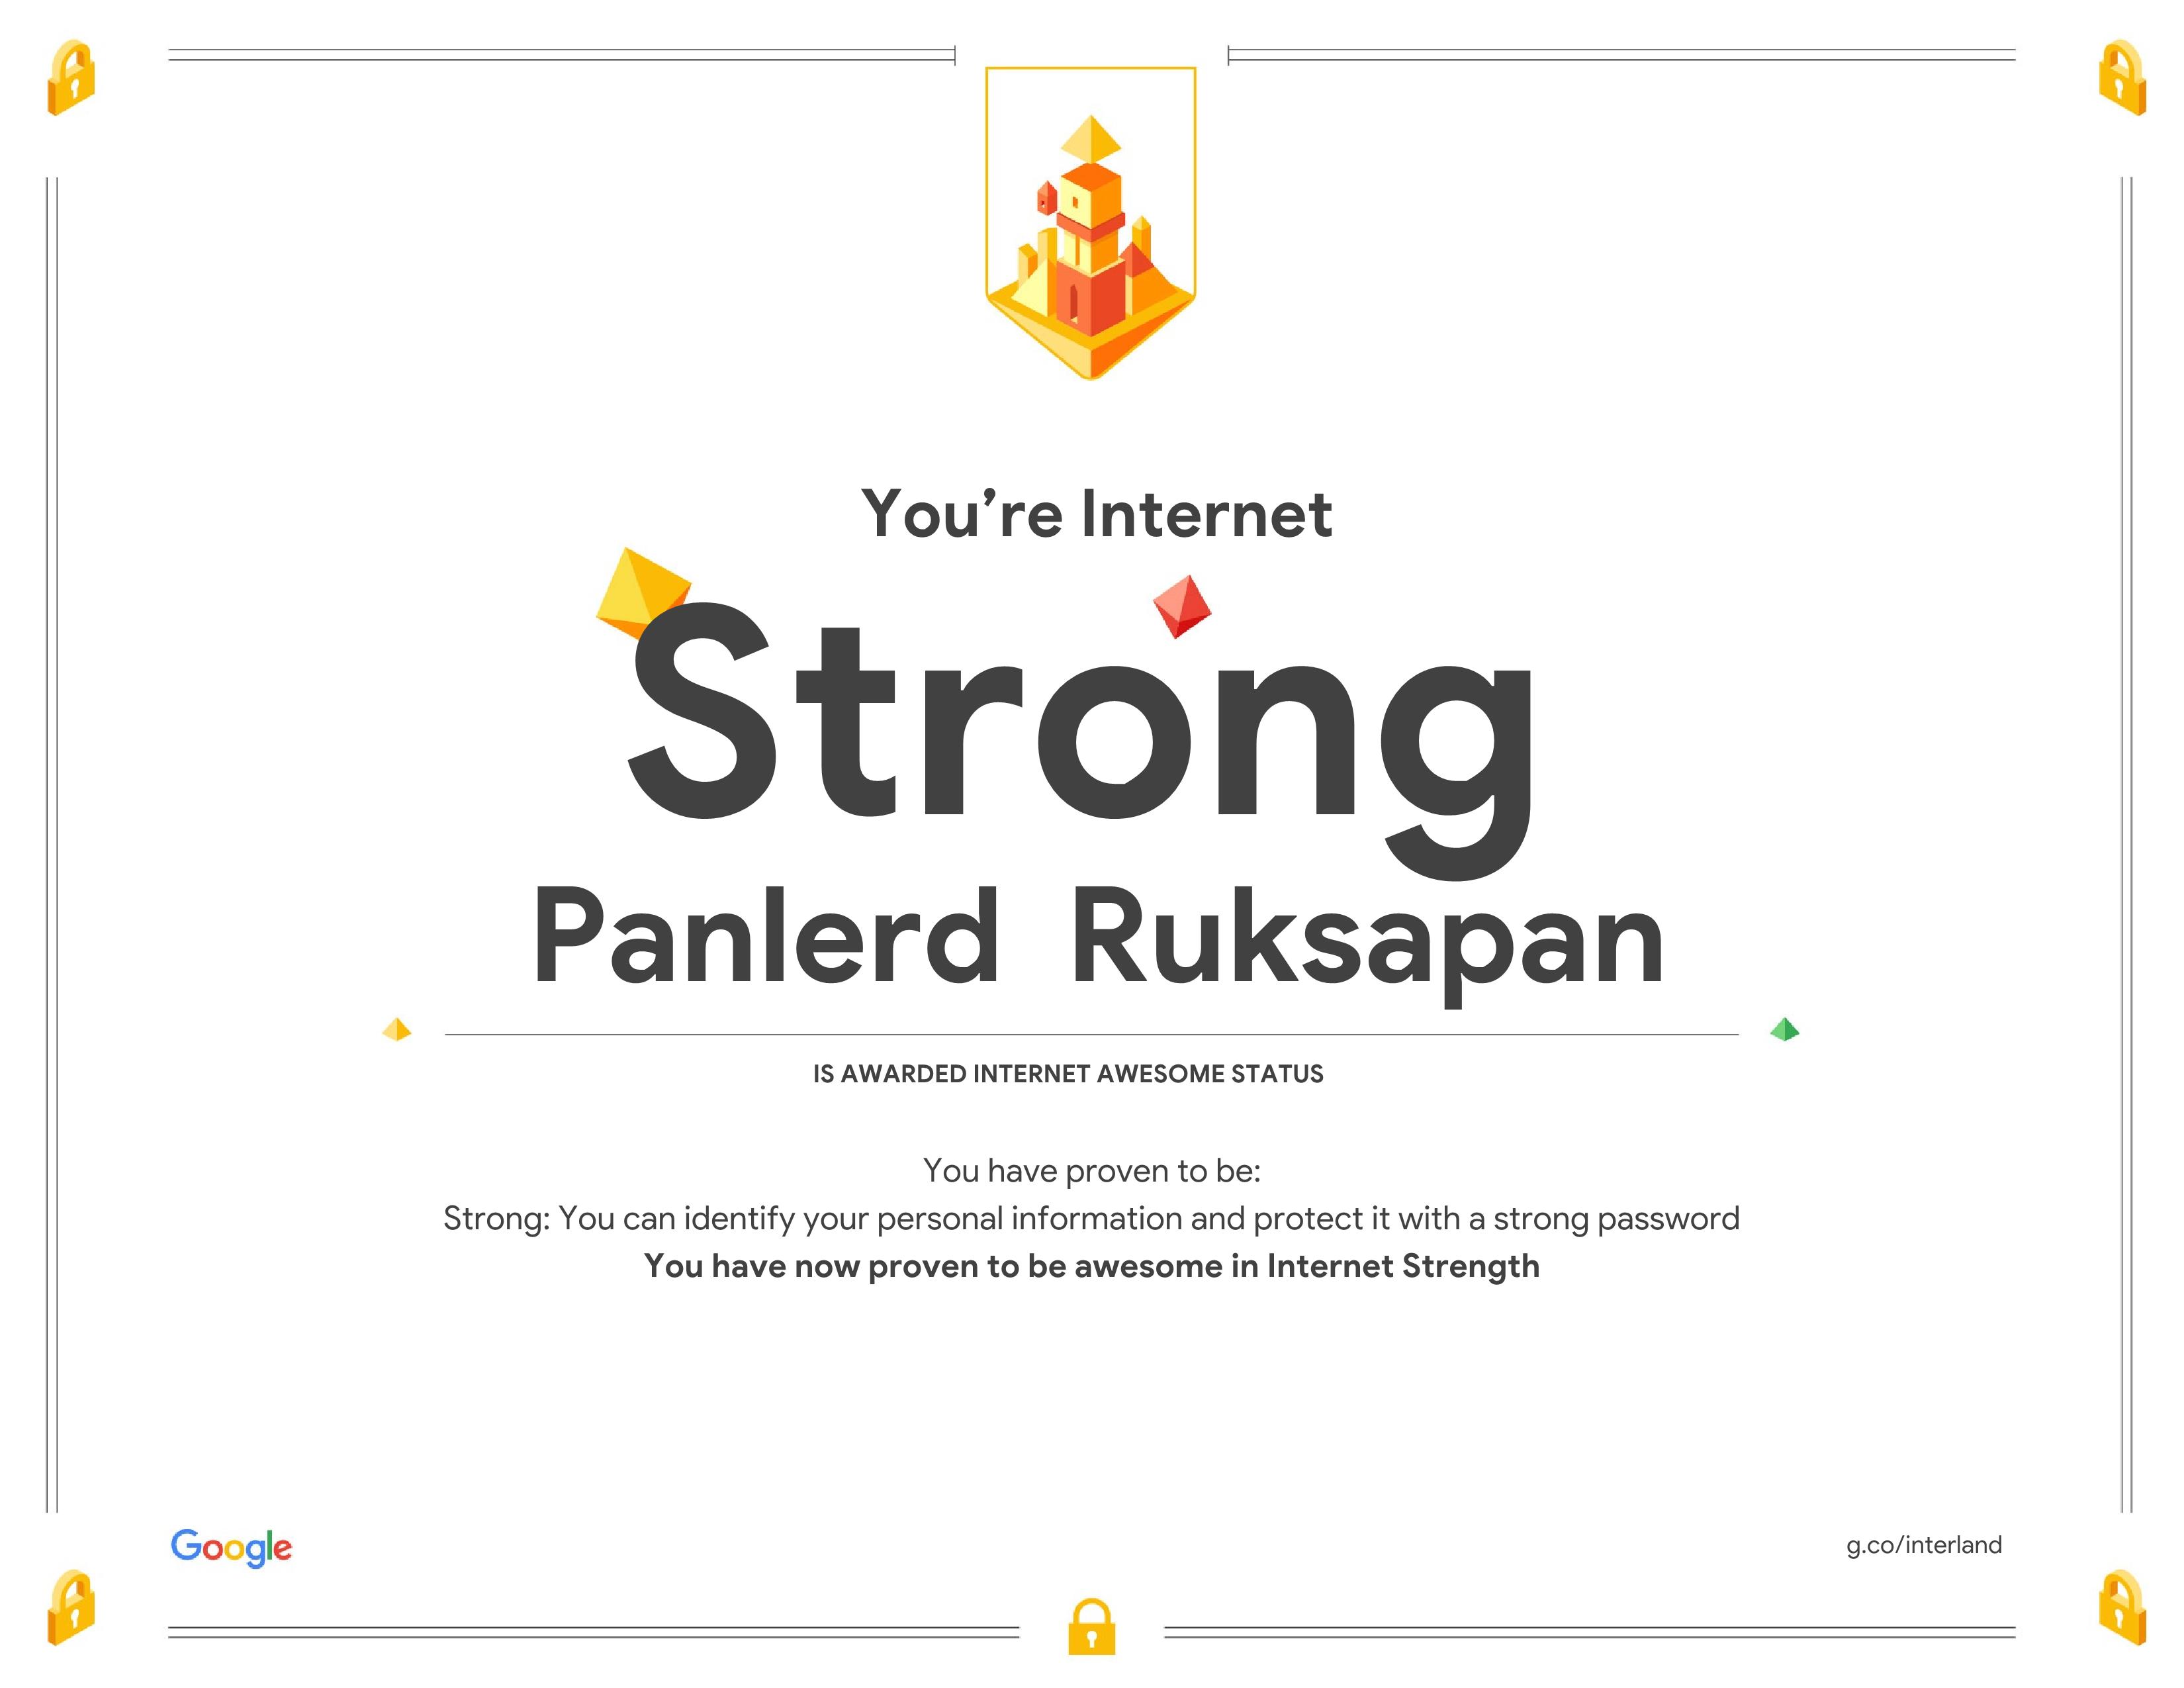 You’re Internet
Strong
Panlerd Ruksapan
IS AWARDED INTERNET AWESOME STATUS
You have proven to be:
Strong: You can identify your personal information and protect it with a strong password
You have now proven to be awesome in Internet Strength
Google
g.co/interland